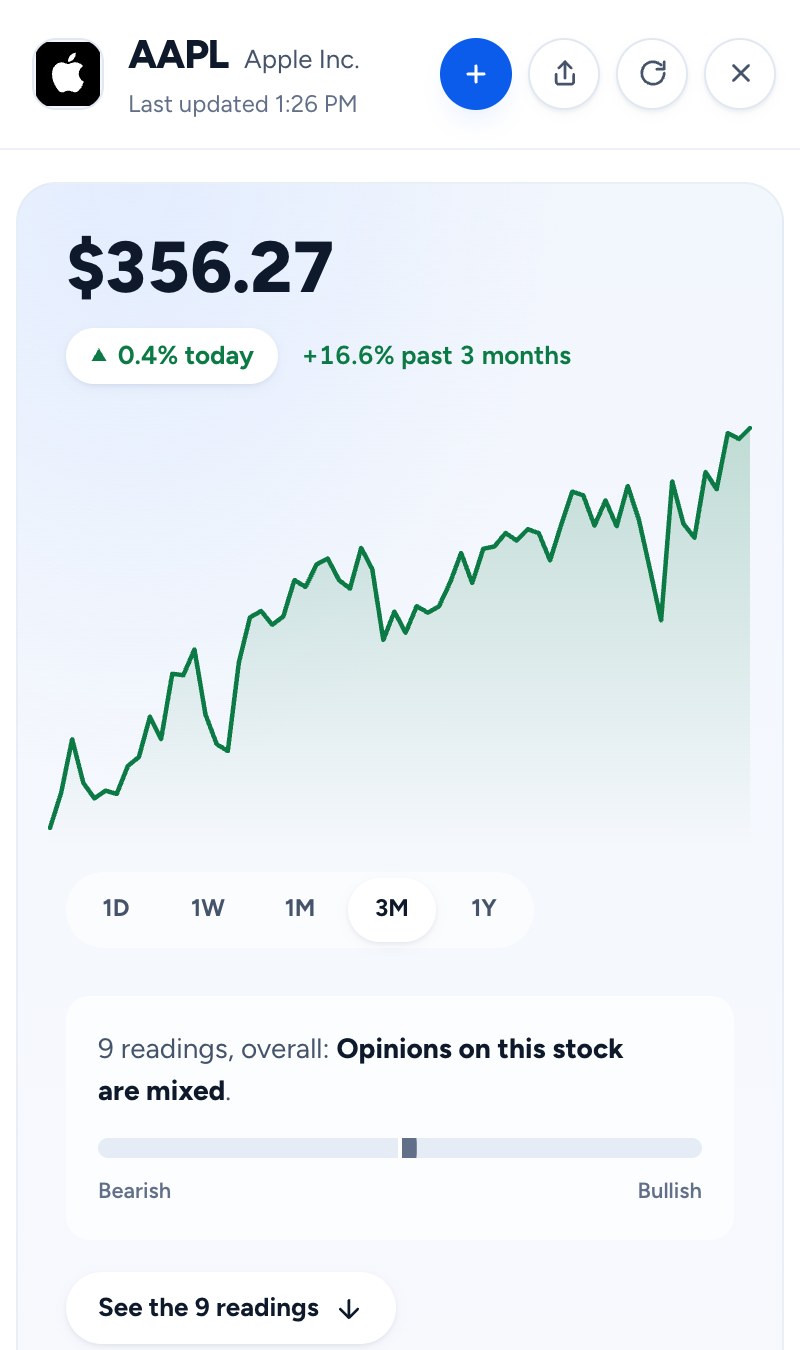 AAPL Apple Inc.
Last updated 1:26 PM
$356.27
▲ 0.4% today +16.6% past 3 months
1D 1W 1M 3M 1Y
9 readings, overall: Opinions on this stock
are mixed.
Bearish Bullish
See the 9 readings ↓